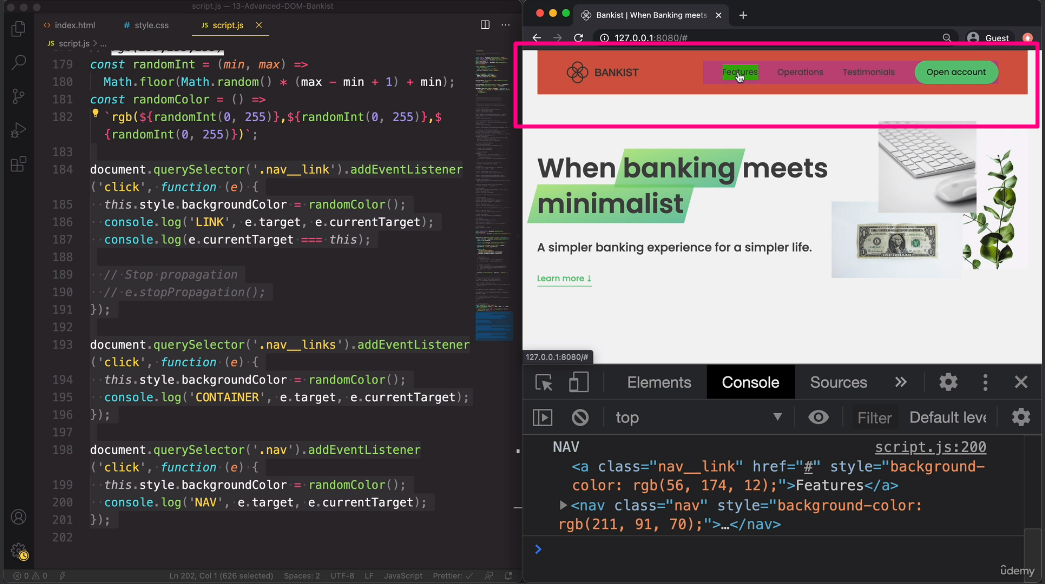 script.js — 13-Advanced-DOM-Bankist
index.html
# style.css
JS script.js
JS script.js > ...
179 const randomInt = (min, max) =>
180 Math.floor(Math.random() * (max - min + 1) + min);
181 const randomColor = () =>
182 `rgb(${randomInt(0, 255)},${randomInt(0, 255)},$
{randomInt(0, 255)})`;
183
184 document.querySelector('.nav__link').addEventListener
('click', function (e) {
185 this.style.backgroundColor = randomColor();
186 console.log('LINK', e.target, e.currentTarget);
187 console.log(e.currentTarget === this);
188
189 // Stop propagation
190 // e.stopPropagation();
191 });
192
193 document.querySelector('.nav__links').addEventListener
('click', function (e) {
194 this.style.backgroundColor = randomColor();
195 console.log('CONTAINER', e.target, e.currentTarget);
196 });
197
198 document.querySelector('.nav').addEventListener
('click', function (e) {
199 this.style.backgroundColor = randomColor();
200 console.log('NAV', e.target, e.currentTarget);
201 });
202
0 0
Ln 202, Col 1 (626 selected) Spaces: 2 UTF-8 LF JavaScript Prettier: ✓
Bankist | When Banking meets
127.0.0.1:8080/#
Guest
BANKIST
Features
Operations
Testimonials
Open account
When banking meets
minimalist
A simpler banking experience for a simpler life.
Learn more ↓
127.0.0.1:8080/#
Elements
Console
Sources
»
top
Filter
Default leve
NAV script.js:200
<a class="nav__link" href="#" style="background-
color: rgb(56, 174, 12);">Features</a>
<nav class="nav" style="background-color:
rgb(211, 91, 70);">…</nav>
>
ûdemy